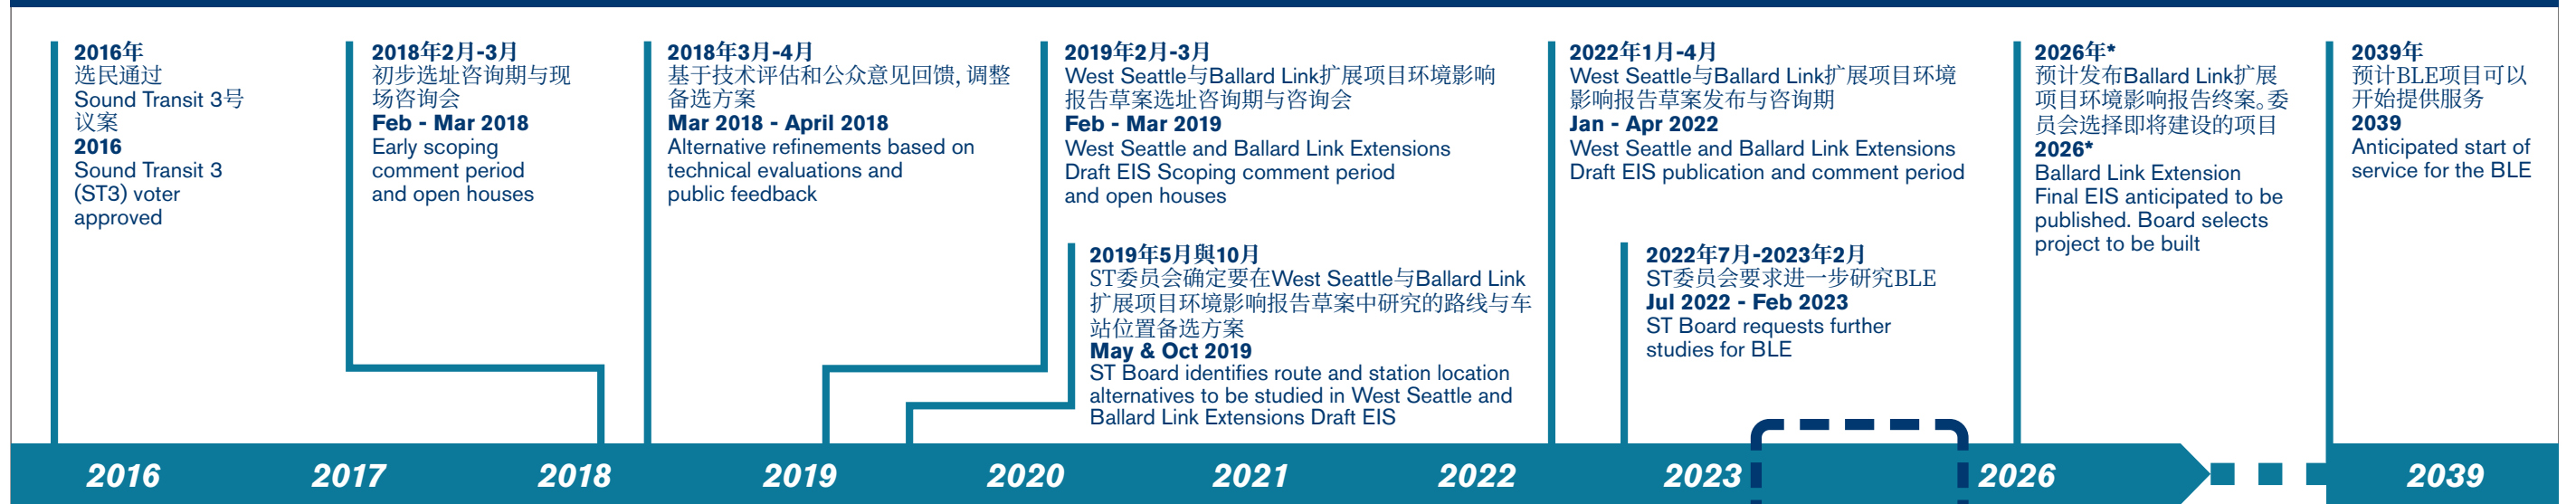 2016年
选民通过
Sound Transit 3号
议案
2016
Sound Transit 3
(ST3) voter
approved
2018年2月-3月
初步选址咨询期与现
场咨询会
Feb - Mar 2018
Early scoping
comment period
and open houses
2018年3月-4月
基于技术评估和公众意见回馈, 调整
备选方案
Mar 2018 - April 2018
Alternative refinements based on
technical evaluations and
public feedback
2019年2月-3月
West Seattle与Ballard Link扩展项目环境影响
报告草案选址咨询期与咨询会
Feb - Mar 2019
West Seattle and Ballard Link Extensions
Draft EIS Scoping comment period
and open houses
2019年5月與10月
ST委员会确定要在West Seattle与Ballard Link
扩展项目环境影响报告草案中研究的路线与车
站位置备选方案
May & Oct 2019
ST Board identifies route and station location
alternatives to be studied in West Seattle and
Ballard Link Extensions Draft EIS
2022年1月-4月
West Seattle与Ballard Link扩展项目环境
影响报告草案发布与咨询期
Jan - Apr 2022
West Seattle and Ballard Link Extensions
Draft EIS publication and comment period
2022年7月-2023年2月
ST委员会要求进一步研究BLE
Jul 2022 - Feb 2023
ST Board requests further
studies for BLE
2026年*
预计发布Ballard Link扩展
项目环境影响报告终案。委
员会选择即将建设的项目
2026*
Ballard Link Extension
Final EIS anticipated to be
published. Board selects
project to be built
2039年
预计BLE项目可以
开始提供服务
2039
Anticipated start of
service for the BLE
2016 2017 2018 2019 2020 2021 2022 2023 2026 2039